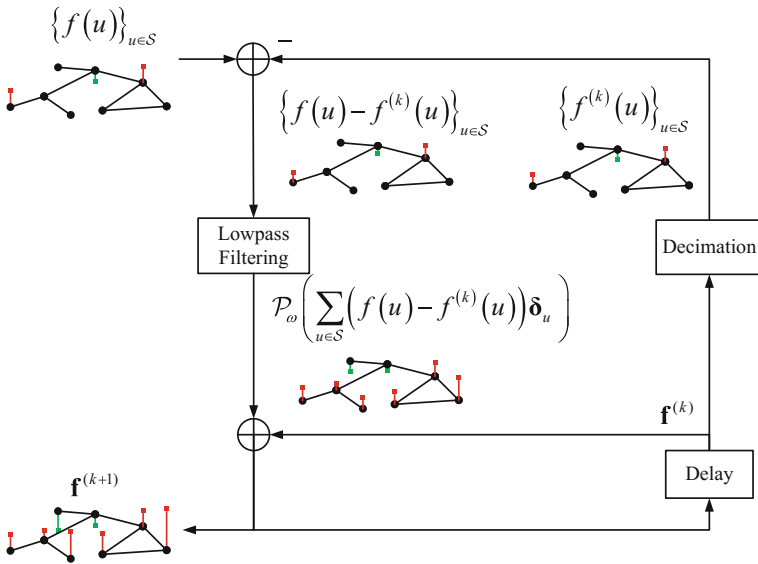 {f(u)}_{u∈S}
−
{f(u)−f^{(k)}(u)}_{u∈S}
{f^{(k)}(u)}_{u∈S}
Lowpass
Filtering
Decimation
𝒫_ω(∑_{u∈S}(f(u)−f^{(k)}(u))δ_u)
f^{(k)}
Delay
f^{(k+1)}